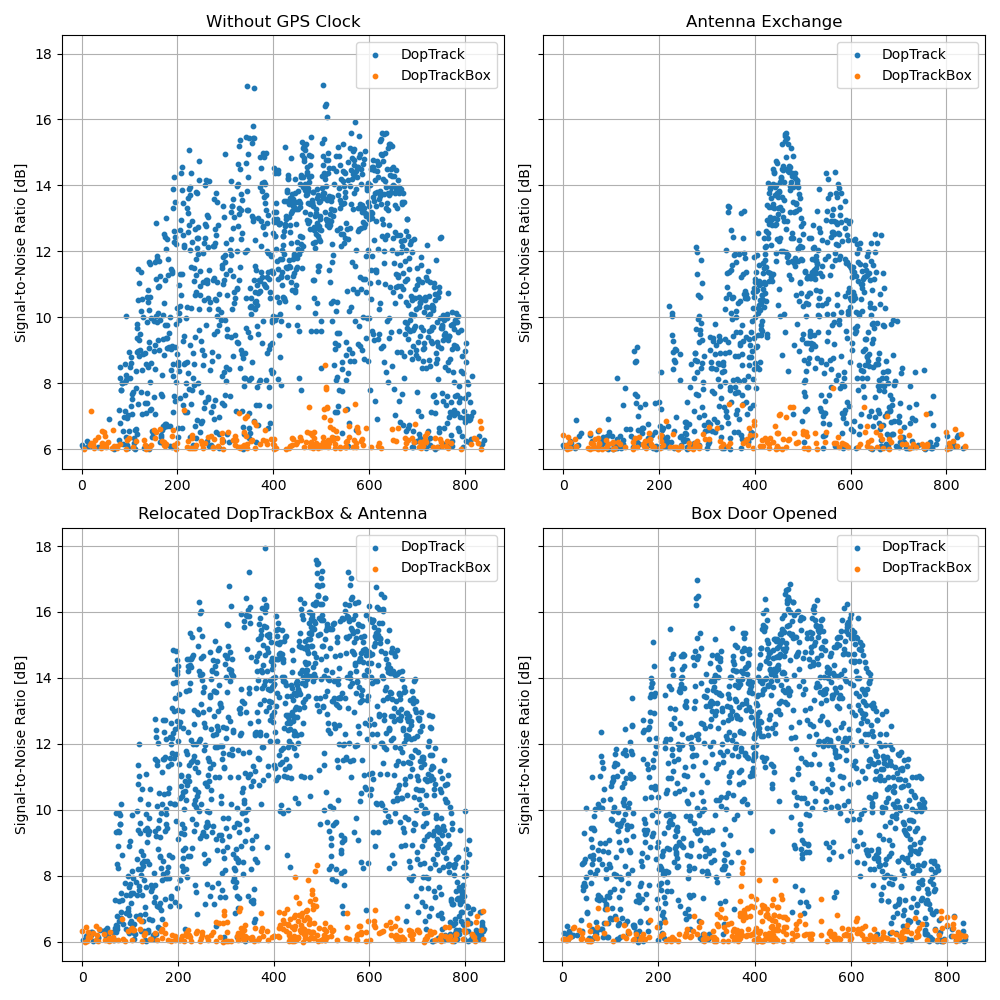 Without GPS Clock
Signal-to-Noise Ratio [dB]
18
16
14
12
10
8
6
DopTrack
DopTrackBox
0 200 400 600 800
Antenna Exchange
Signal-to-Noise Ratio [dB]
DopTrack
DopTrackBox
0 200 400 600 800
Relocated DopTrackBox & Antenna
Signal-to-Noise Ratio [dB]
18
16
14
12
10
8
6
DopTrack
DopTrackBox
0 200 400 600 800
Box Door Opened
Signal-to-Noise Ratio [dB]
DopTrack
DopTrackBox
0 200 400 600 800